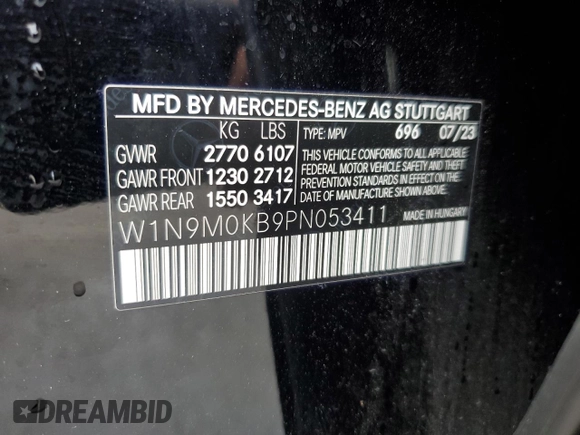 MFD BY MERCEDES-BENZ AG STUTTGART
KG LBS TYPE: MPV 696 07/23
GVWR 2770 6107
GAWR FRONT 1230 2712
GAWR REAR 1550 3417
THIS VEHICLE CONFORMS TO ALL APPLICABLE
FEDERAL MOTOR VEHICLE SAFETY, BUMPER AND
THEFT PREVENTION STANDARDS IN EFFECT ON THE
DATE OF MANUFACTURE SHOWN ABOVE.
W1N9M0KB9PN053411 MADE IN HUNGARY
DREAMBID